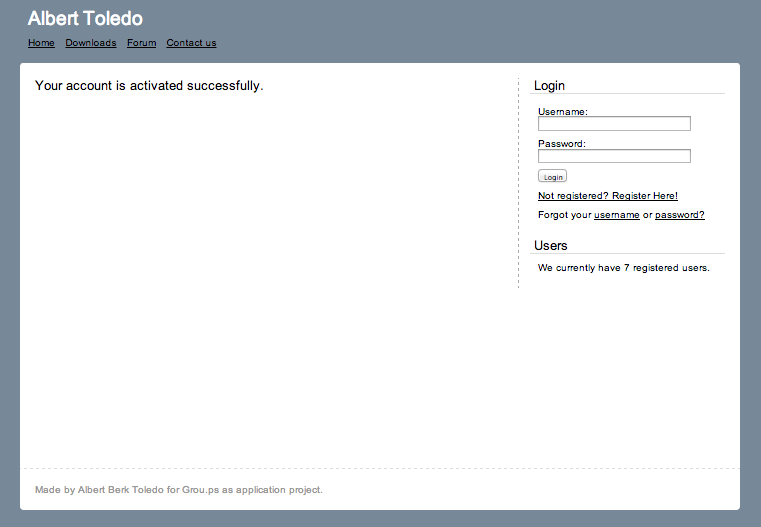 Albert Toledo
Home Downloads Forum Contact us
Your account is activated successfully.
Login
Username:
Password:
Login
Not registered? Register Here!
Forgot your username or password?
Users
We currently have 7 registered users.
Made by Albert Berk Toledo for Grou.ps as application project.